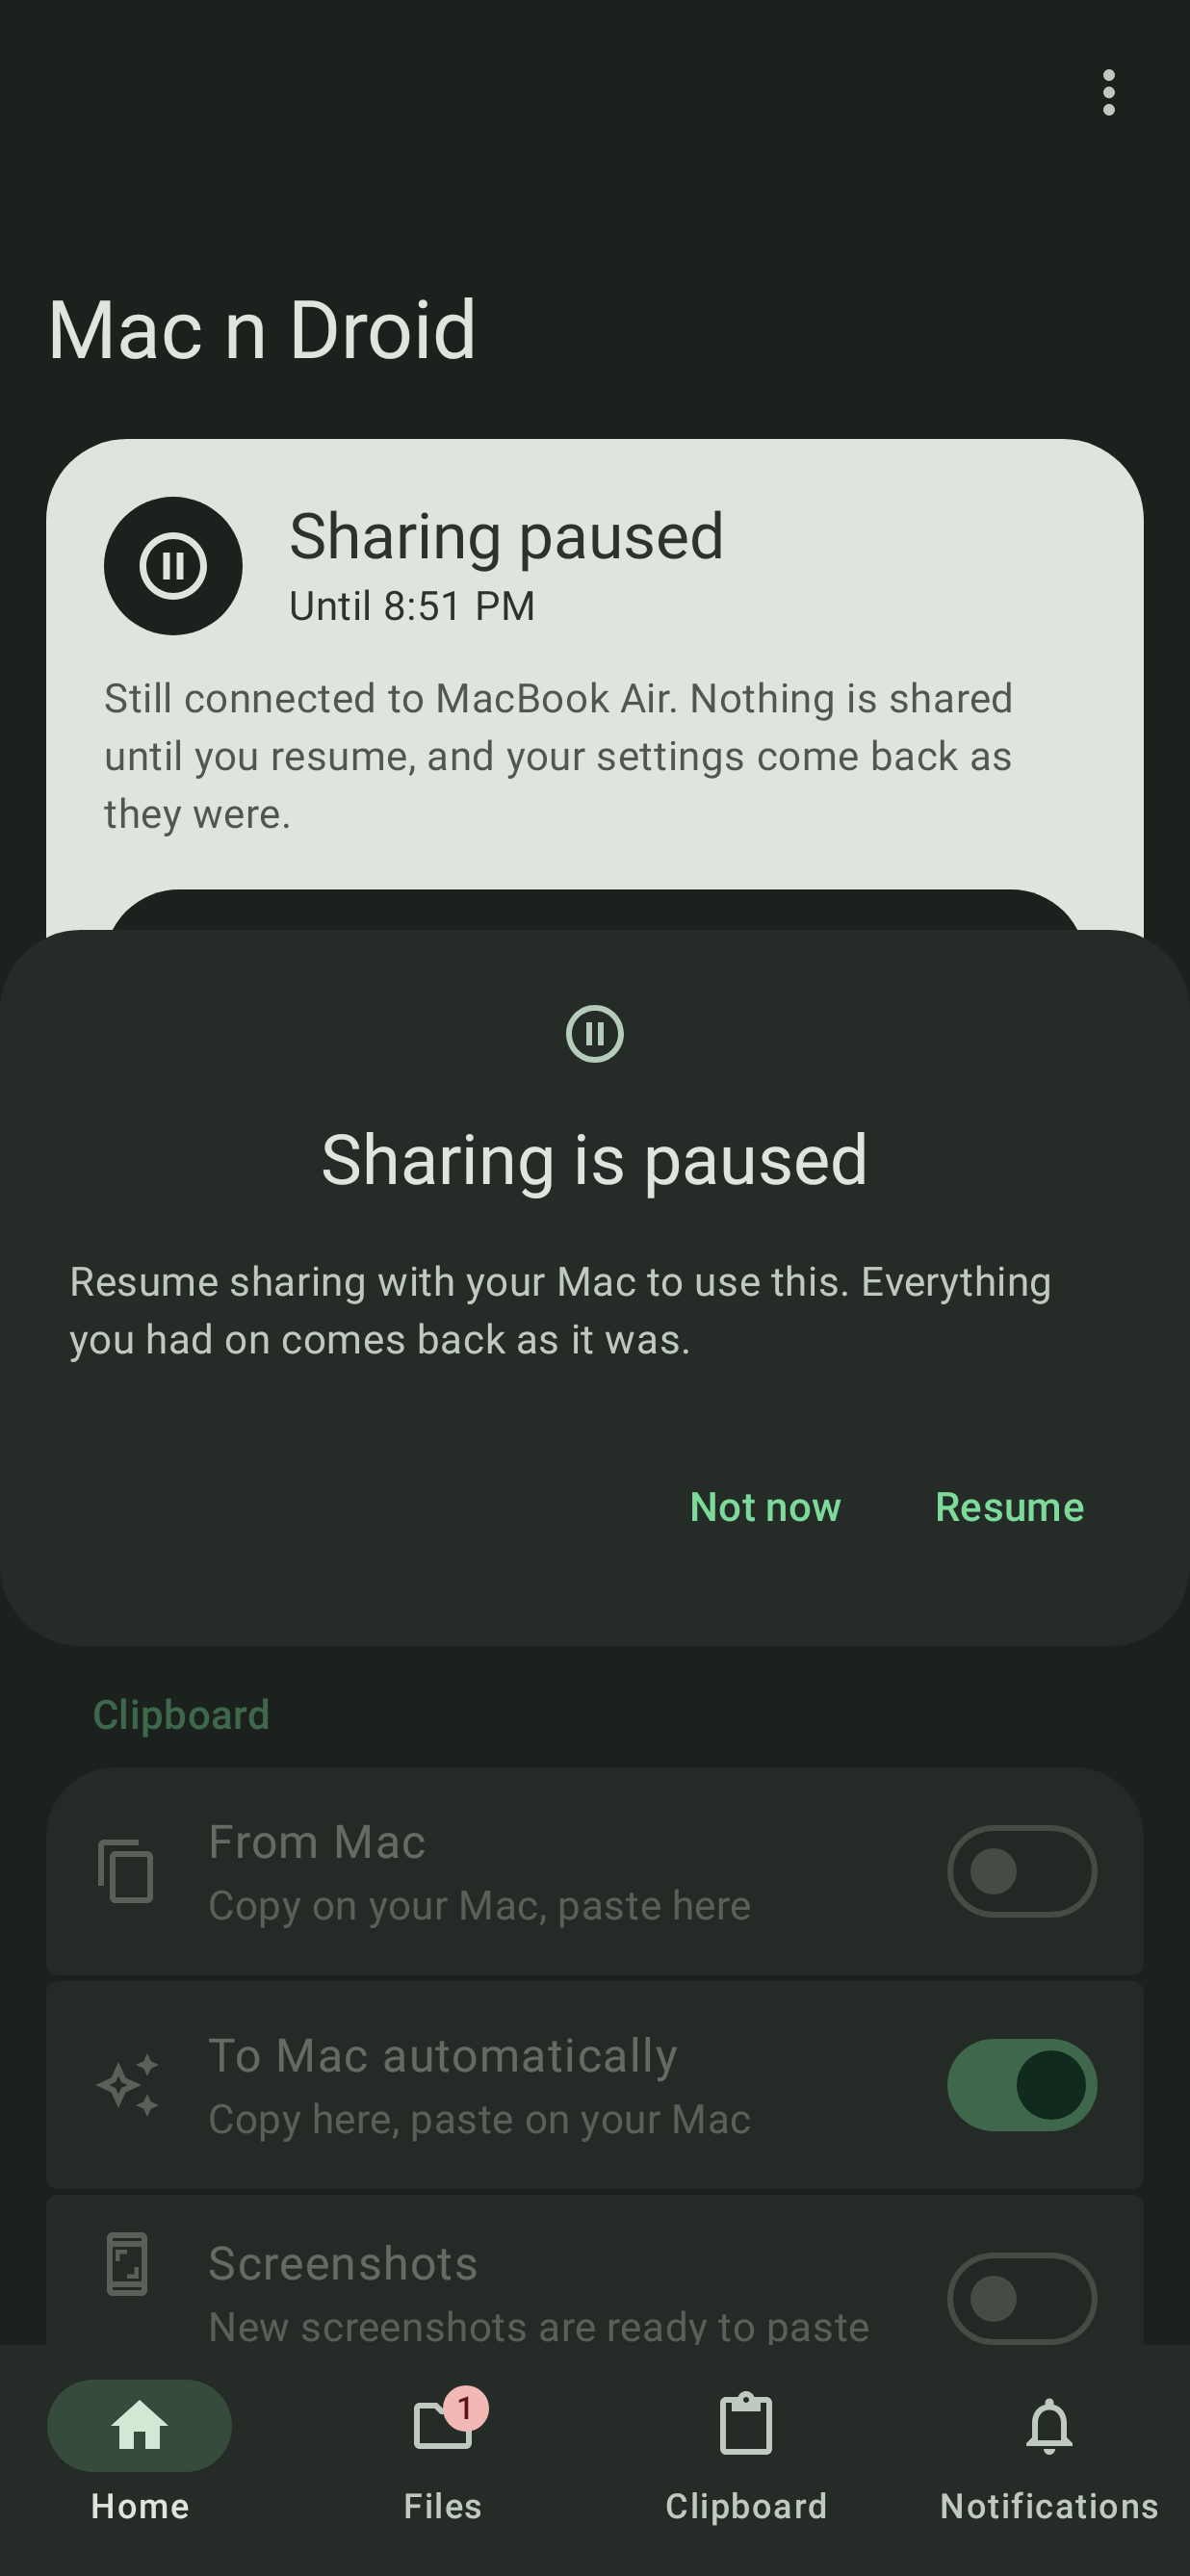 Mac n Droid
Sharing paused
Until 8:51 PM
Still connected to MacBook Air. Nothing is shared
until you resume, and your settings come back as
they were.
Sharing is paused
Resume sharing with your Mac to use this. Everything
you had on comes back as it was.
Not now
Resume
Clipboard
From Mac
Copy on your Mac, paste here
To Mac automatically
Copy here, paste on your Mac
Screenshots
New screenshots are ready to paste
1
Home
Files
Clipboard
Notifications